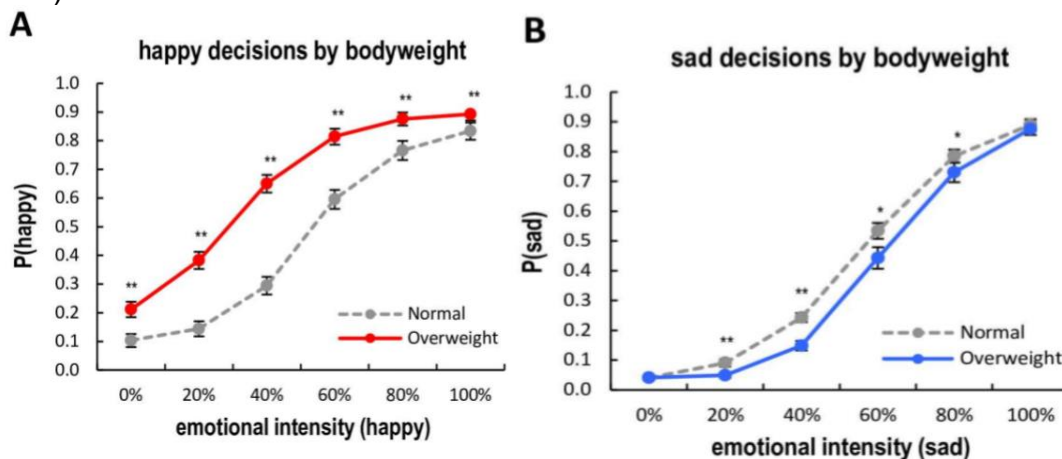 A
happy decisions by bodyweight
P(happy)
1.0
0.9
0.8
0.7
0.6
0.5
0.4
0.3
0.2
0.1
0.0
**
**
**
**
**
**
Normal
Overweight
0% 20% 40% 60% 80% 100%
emotional intensity (happy)
B
sad decisions by bodyweight
P(sad)
1.0
0.9
0.8
0.7
0.6
0.5
0.4
0.3
0.2
0.1
0.0
**
**
*
*
Normal
Overweight
0% 20% 40% 60% 80% 100%
emotional intensity (sad)